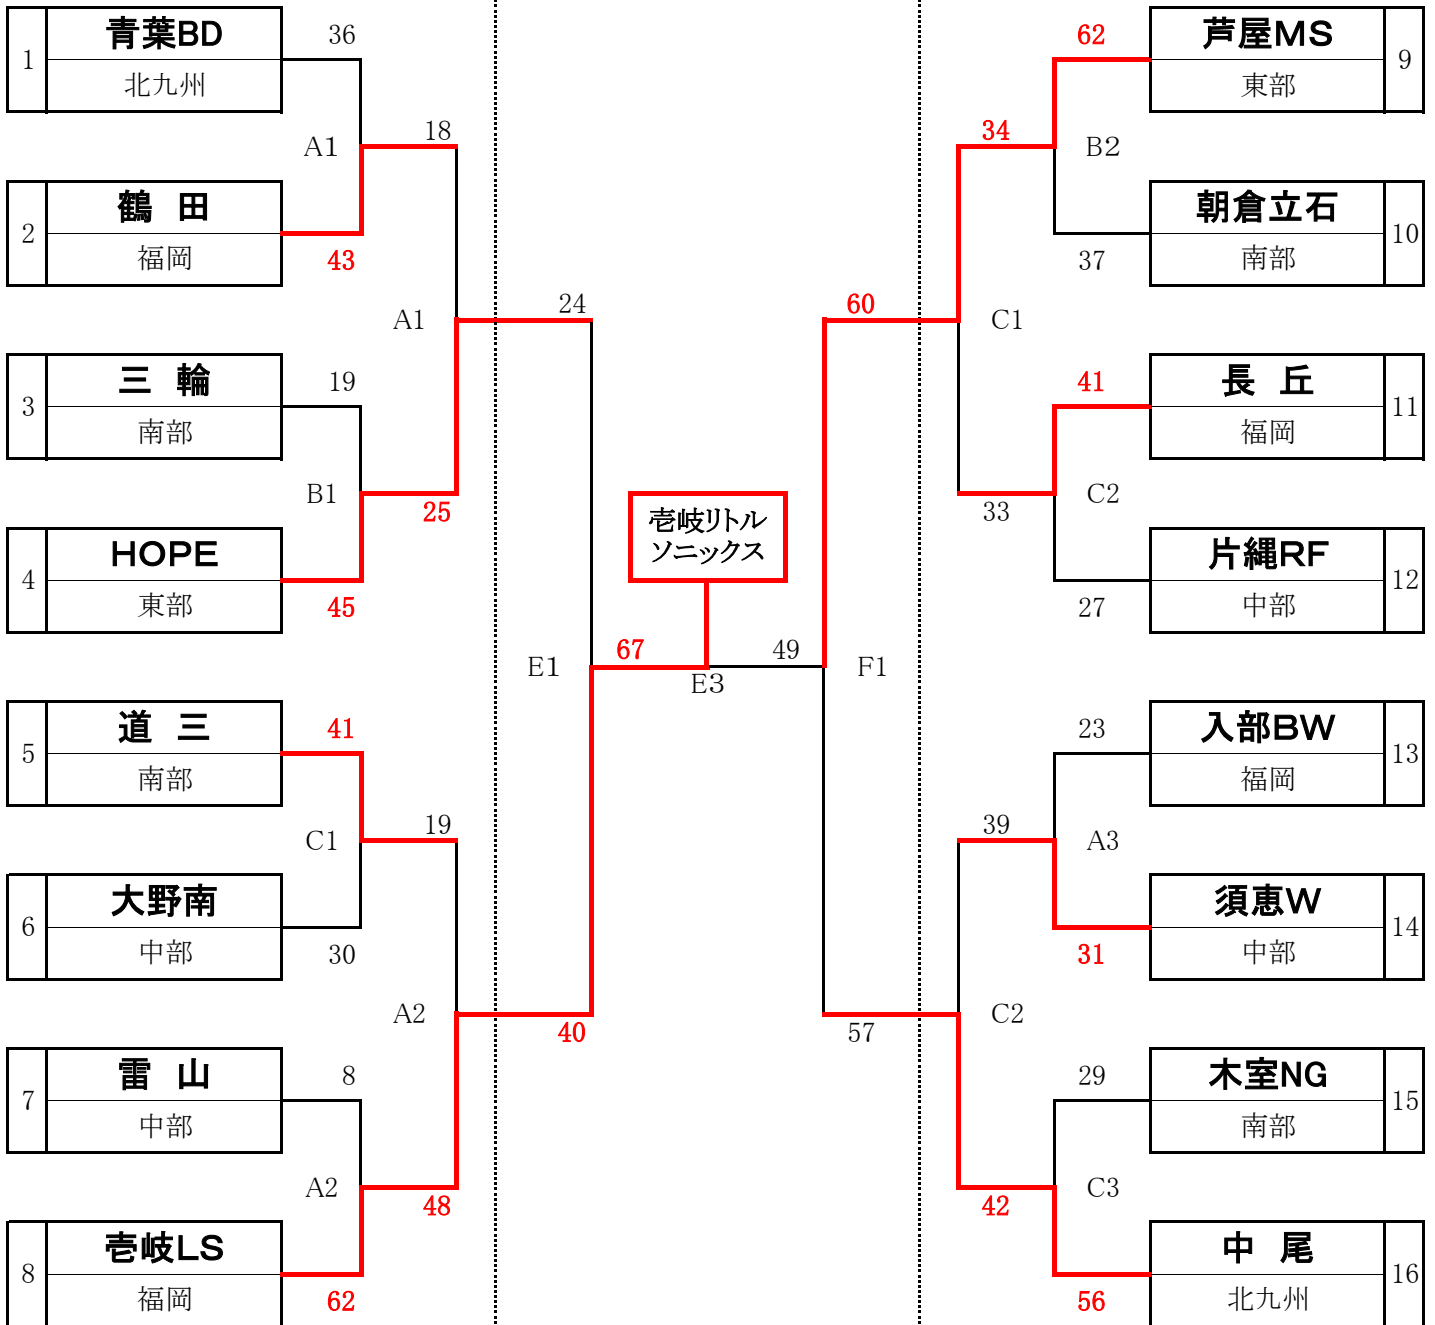 1
青葉BD
北九州
36
A1
18
2
鶴 田
福岡
43
A1
24
3
三 輪
南部
19
B1
25
4
HOPE
東部
45
5
道 三
南部
41
C1
19
6
大野南
中部
30
A2
40
7
雷 山
中部
8
A2
48
8
壱岐LS
福岡
62
E1
67
壱岐リトル
ソニックス
E3
49
F1
62
芦屋MS
東部
9
34
B2
朝倉立石
南部
10
37
60
C1
41
長 丘
福岡
11
33
C2
片縄RF
中部
12
27
23
入部BW
福岡
13
39
A3
須恵W
中部
14
31
57
C2
29
木室NG
南部
15
42
C3
中 尾
北九州
16
56